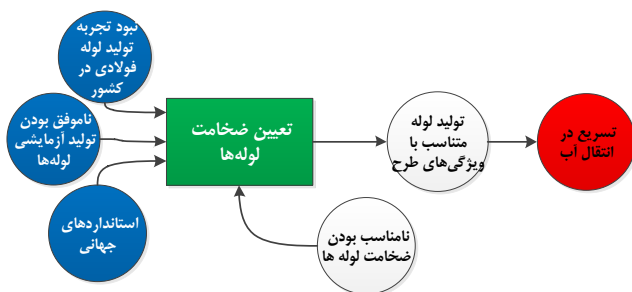 نبود تجربه
تولید لوله
فولادی در
کشور
ناموفق بودن
تولید آزمایشی
لوله‌ها
استانداردهای
جهانی
تعیین ضخامت
لوله‌ها
نامناسب بودن
ضخامت لوله ها
تولید لوله
متناسب با
ویژگی‌های طرح
تسریع در
انتقال آب